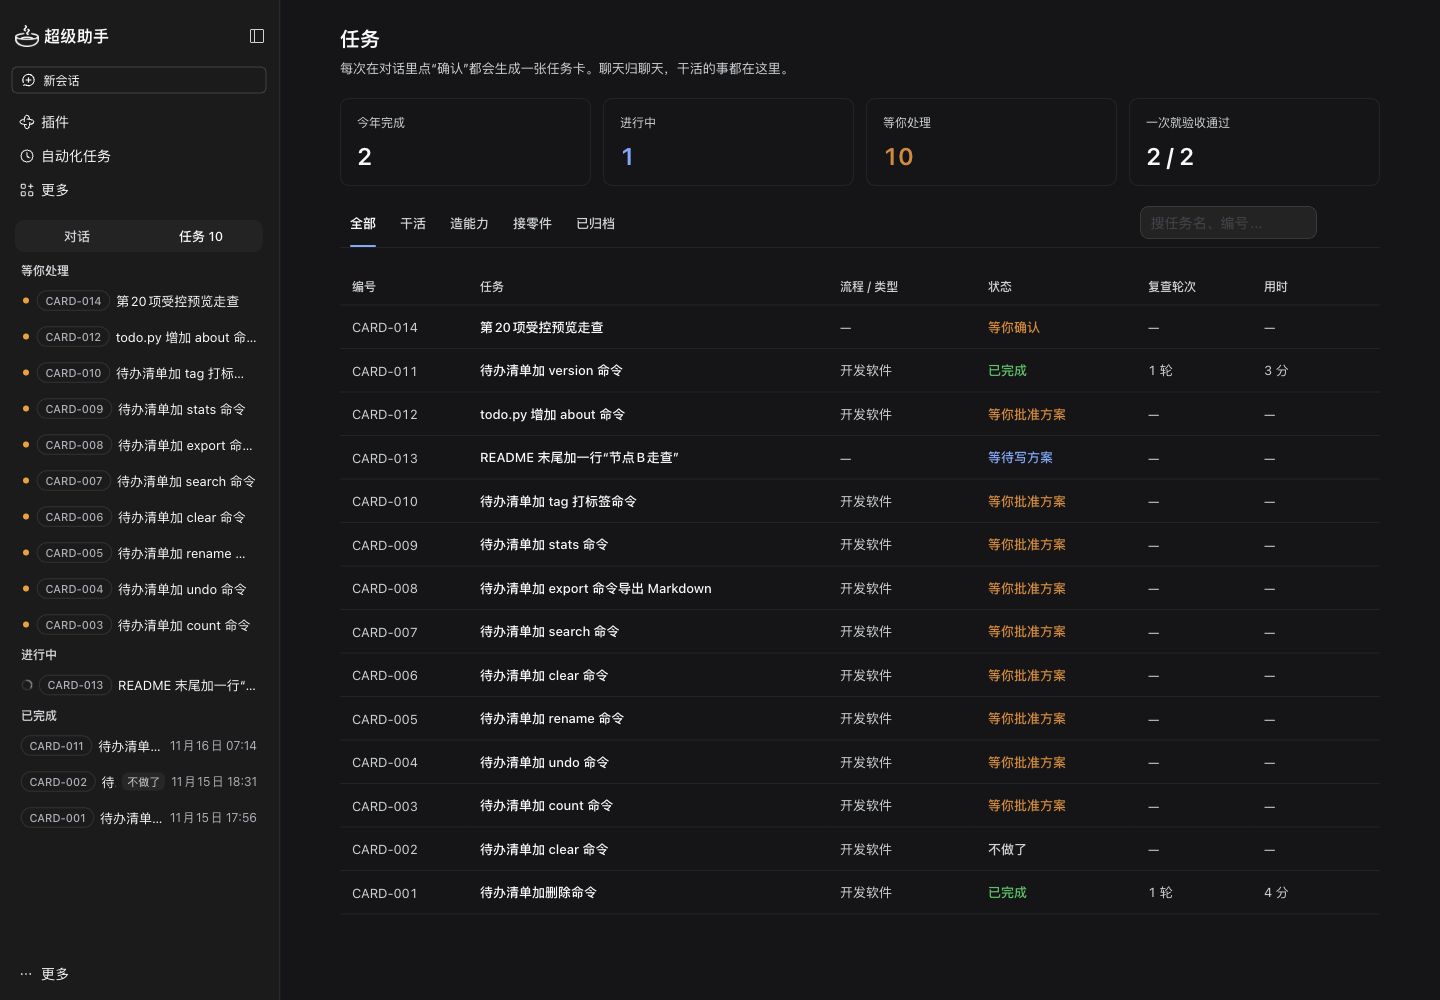 超级助手
新会话
插件
自动化任务
更多
对话 任务 10
等你处理
CARD-014 第20项受控预览走查
CARD-012 todo.py 增加 about 命...
CARD-010 待办清单加 tag 打标...
CARD-009 待办清单加 stats 命令
CARD-008 待办清单加 export 命...
CARD-007 待办清单加 search 命令
CARD-006 待办清单加 clear 命令
CARD-005 待办清单加 rename ...
CARD-004 待办清单加 undo 命令
CARD-003 待办清单加 count 命令
进行中
CARD-013 README 末尾加一行“...
已完成
CARD-011 待办清单... 11月16日 07:14
CARD-002 待 不做了 11月15日 18:31
CARD-001 待办清单... 11月15日 17:56
更多
任务
每次在对话里点“确认”都会生成一张任务卡。聊天归聊天，干活的事都在这里。
今年完成 进行中 等你处理 一次就验收通过
2 1 10 2 / 2
全部 干活 造能力 接零件 已归档 搜任务名、编号...
编号 任务 流程 / 类型 状态 复查轮次 用时
CARD-014 第20项受控预览走查 — 等你确认 — —
CARD-011 待办清单加 version 命令 开发软件 已完成 1 轮 3 分
CARD-012 todo.py 增加 about 命令 开发软件 等你批准方案 — —
CARD-013 README 末尾加一行“节点B走查” — 等待写方案 — —
CARD-010 待办清单加 tag 打标签命令 开发软件 等你批准方案 — —
CARD-009 待办清单加 stats 命令 开发软件 等你批准方案 — —
CARD-008 待办清单加 export 命令导出 Markdown 开发软件 等你批准方案 — —
CARD-007 待办清单加 search 命令 开发软件 等你批准方案 — —
CARD-006 待办清单加 clear 命令 开发软件 等你批准方案 — —
CARD-005 待办清单加 rename 命令 开发软件 等你批准方案 — —
CARD-004 待办清单加 undo 命令 开发软件 等你批准方案 — —
CARD-003 待办清单加 count 命令 开发软件 等你批准方案 — —
CARD-002 待办清单加 clear 命令 开发软件 不做了 — —
CARD-001 待办清单加删除命令 开发软件 已完成 1 轮 4 分